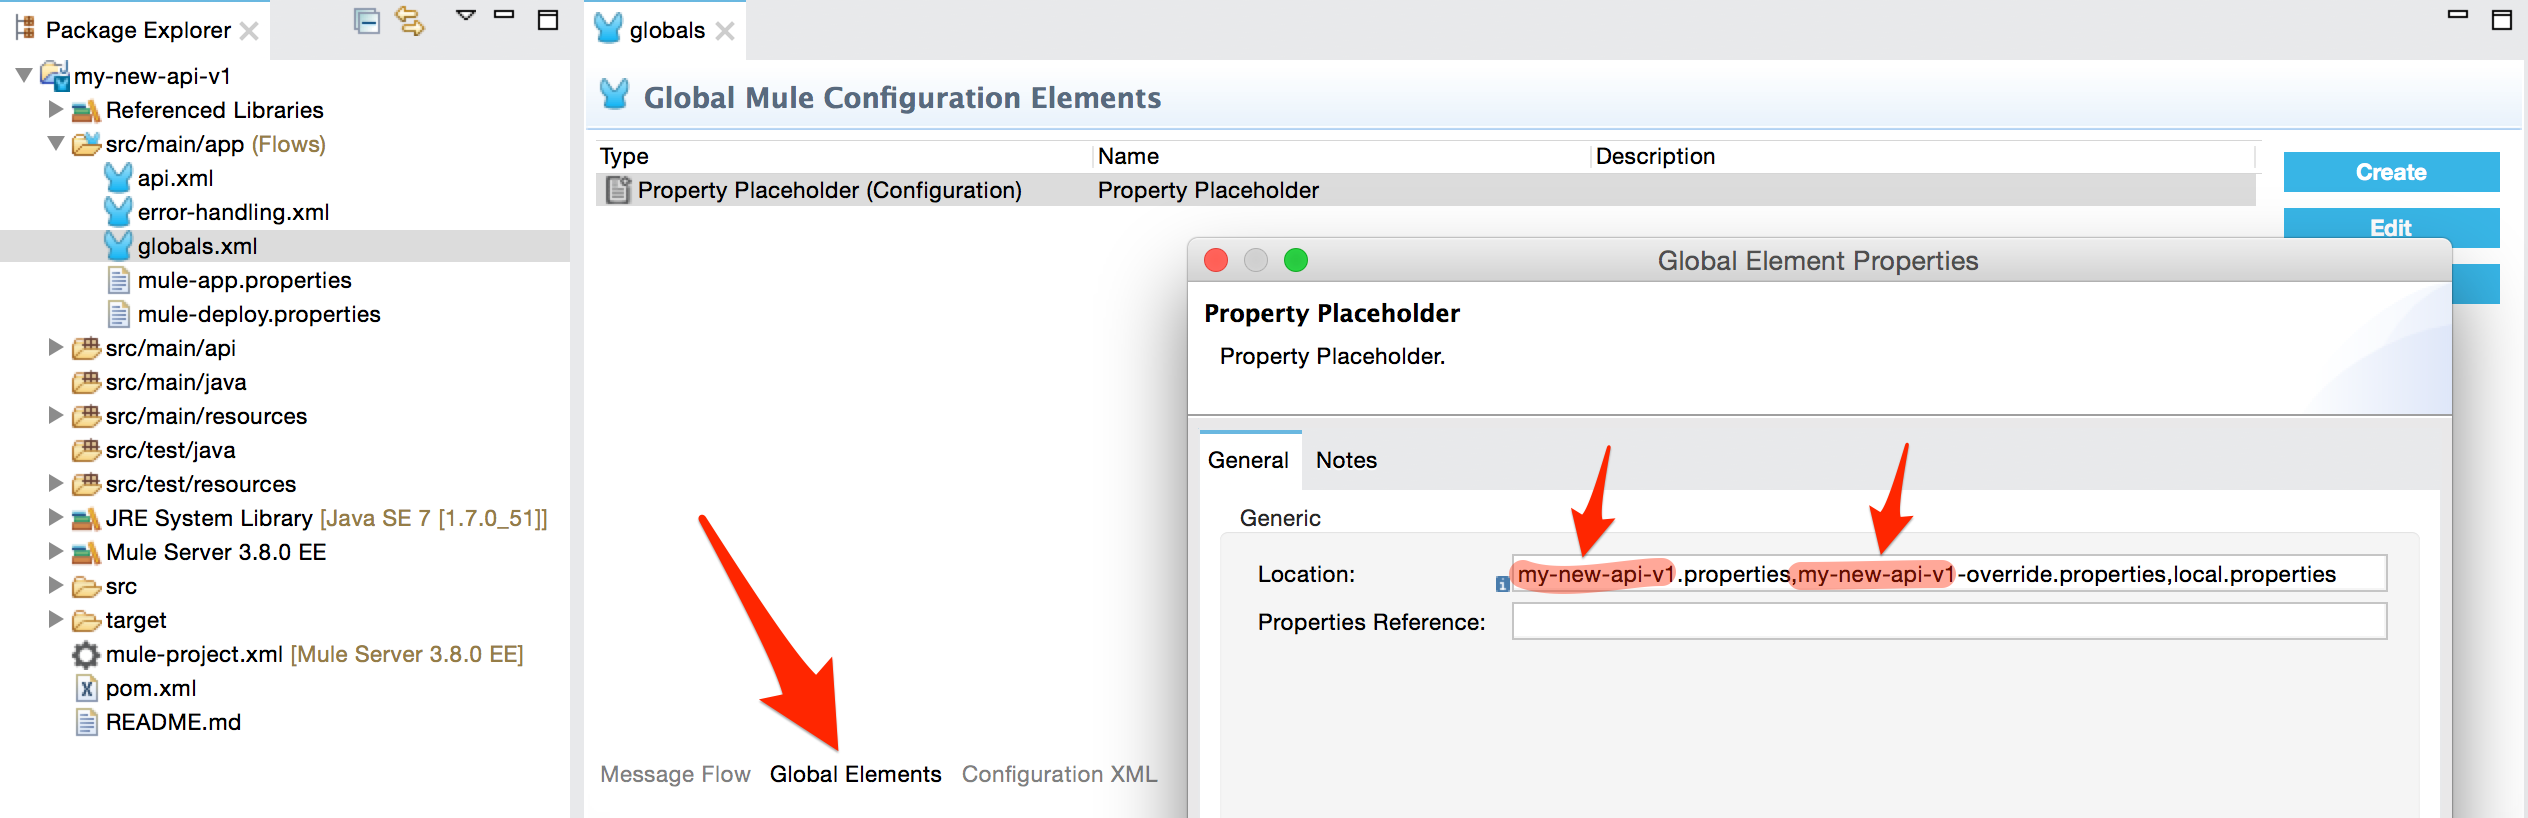 Package Explorer
my-new-api-v1
Referenced Libraries
src/main/app (Flows)
api.xml
error-handling.xml
globals.xml
mule-app.properties
mule-deploy.properties
src/main/api
src/main/java
src/main/resources
src/test/java
src/test/resources
JRE System Library [Java SE 7 [1.7.0_51]]
Mule Server 3.8.0 EE
src
target
mule-project.xml [Mule Server 3.8.0 EE]
pom.xml
README.md
globals
Global Mule Configuration Elements
Type Name Description
Property Placeholder (Configuration) Property Placeholder
Create
Edit
Global Element Properties
Property Placeholder
Property Placeholder.
General Notes
Generic
Location: my-new-api-v1.properties,my-new-api-v1-override.properties,local.properties
Properties Reference:
Message Flow Global Elements Configuration XML